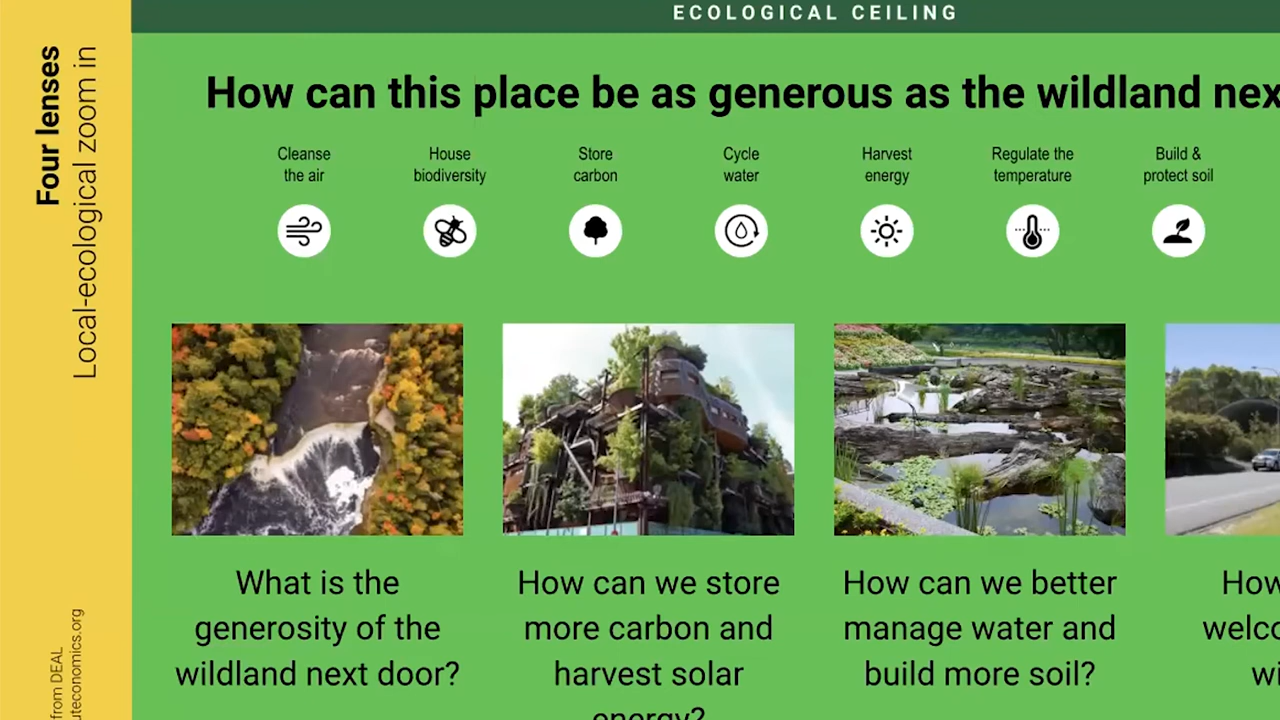 ECOLOGICAL CEILING
Four lenses
Local-ecological zoom in
How can this place be as generous as the wildland nex
Cleanse
the air
House
biodiversity
Store
carbon
Cycle
water
Harvest
energy
Regulate the
temperature
Build &
protect soil
What is the
generosity of the
wildland next door?
How can we store
more carbon and
harvest solar
energy?
How can we better
manage water and
build more soil?
How
welco
wi
from DEAL
uteconomics.org